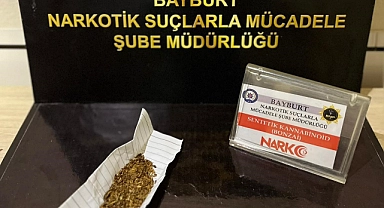 BAYBURT
NARKOTİK SUÇLARLA MÜCADELE
ŞUBE MÜDÜRLÜĞÜ
BAYBURT
NARKOTİK SUÇLARLA
MÜCADELE ŞUBE MÜDÜRLÜĞÜ
SENTETİK KANNABİNOİD
(BONZAİ)
NARKO